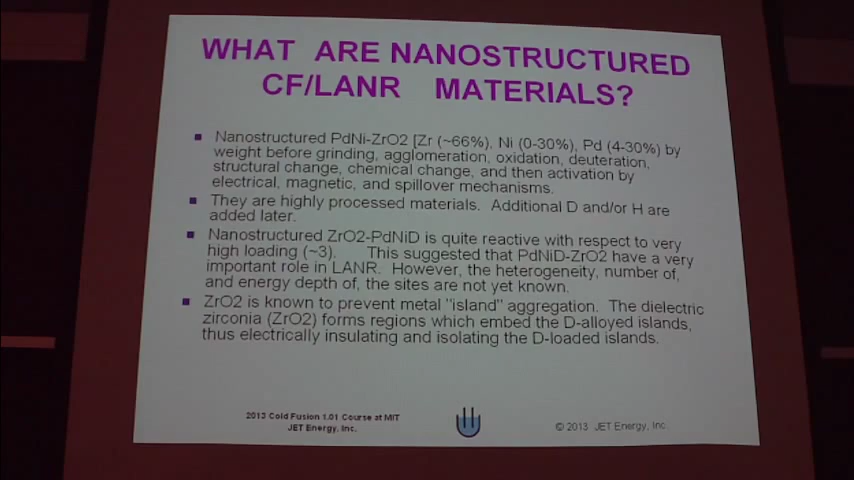 WHAT ARE NANOSTRUCTURED
CF/LANR MATERIALS?
Nanostructured PdNi-ZrO2 [Zr (~66%), Ni (0-30%), Pd (4-30%) by
weight before grinding, agglomeration, oxidation, deuteration,
structural change, chemical change, and then activation by
electrical, magnetic, and spillover mechanisms.
They are highly processed materials. Additional D and/or H are
added later.
Nanostructured ZrO2-PdNiD is quite reactive with respect to very
high loading (~3). This suggested that PdNiD-ZrO2 have a very
important role in LANR. However, the heterogeneity, number of,
and energy depth of, the sites are not yet known.
ZrO2 is known to prevent metal "island" aggregation. The dielectric
zirconia (ZrO2) forms regions which embed the D-alloyed islands,
thus electrically insulating and isolating the D-loaded islands.
2013 Cold Fusion 1.01 Course at MIT
JET Energy, Inc.
© 2013 JET Energy, Inc.